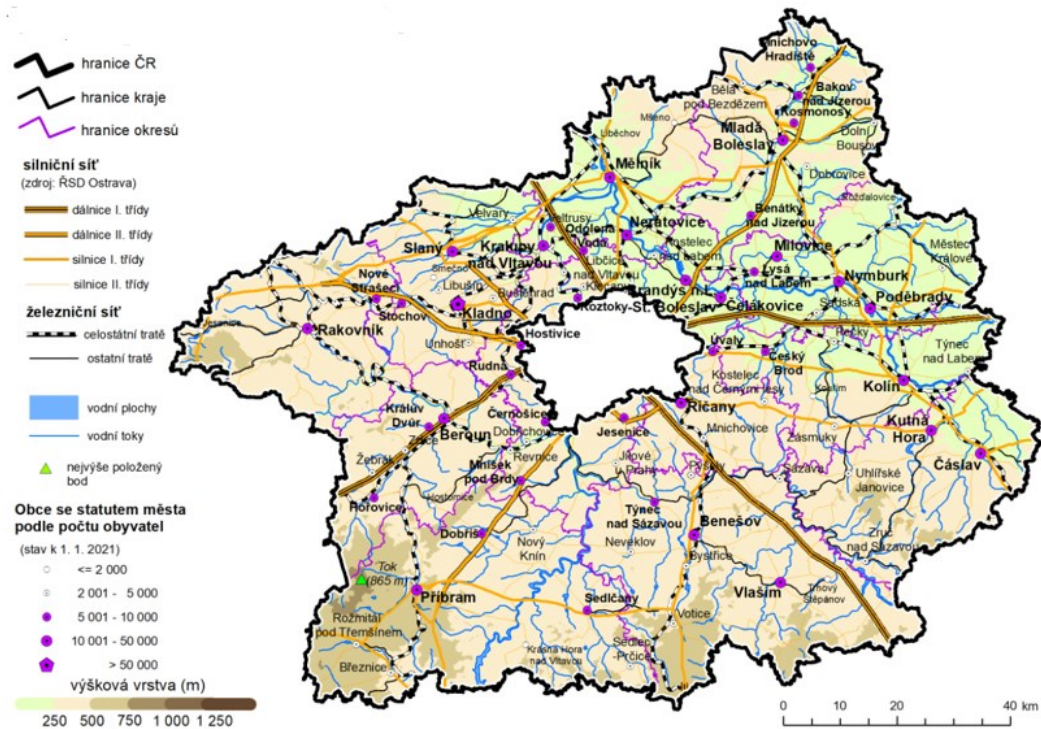 hranice ČR
hranice kraje
hranice okresů
silniční síť
(zdroj: ŘSD Ostrava)
dálnice I. třídy
dálnice II. třídy
silnice I. třídy
silnice II. třídy
železniční síť
celostátní tratě
ostatní tratě
vodní plochy
vodní toky
nejvýše položený
bod
Obce se statutem města
podle počtu obyvatel
(stav k 1. 1. 2021)
<= 2 000
2 001 - 5 000
5 001 - 10 000
10 001 - 50 000
> 50 000
výšková vrstva (m)
250 500 750 1 000 1 250
nichovo
Hradiště
Bělá
pod Bezdězem
Bakov
nad Jizerou
Kosmonosy
Mšeno
Mladá
Boleslav
Dolní
Bousov
Liběchov
Mělník
Dobrovice
Rožďalovice
Benátky
nad Jizerou
Velvary
Veltrusy
Neratovice
Odolena
Voda
Slaný
Kralupy
nad Vltavou
Kostelec
nad Labem
Milovice
Městec
Králové
Libčice
nad Vltavou
Lysá
nad Labem
Nymburk
Smečno
Klecany
Nové
Strašecí
Libušín
Buštěhrad
randýs n.L.
Boleslav
Čelákovice
Sadská
Poděbrady
Stochov
Kladno
Roztoky-St.
Jesenice
Rakovník
Hostivice
Pečky
Unhošť
Úvaly
Český
Brod
Týnec
nad Labem
Rudná
Kostelec
nad Černými lesy
Kouřim
Kolín
Králův
Dvůr
Beroun
Černošice
Dobřichovice
Říčany
Kutná
Hora
Jesenice
Mnichovice
Zásmuky
Zdice
Řevnice
Žebrák
Mníšek
pod Brdy
Jílové
u Prahy
Pyšely
Sázava
Uhlířské
Janovice
Čáslav
Hostomice
Hořovice
Týnec
nad Sázavou
Benešov
Dobříš
Nový
Knín
Neveklov
Bystřice
Zruč
nad Sázavou
Tok
(865 m)
Příbram
Sedlčany
Vlašim
Trhový
Štěpánov
Votice
Rožmitál
pod Třemšínem
Krásná Hora
nad Vltavou
Sedlec
-Prčice
Březnice
0 10 20 40 km